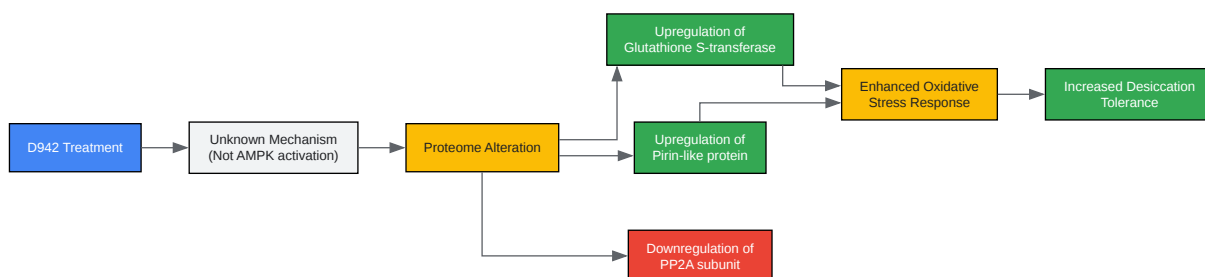 D942 Treatment
Unknown Mechanism
(Not AMPK activation)
Proteome Alteration
Upregulation of
Glutathione S-transferase
Upregulation of
Pirin-like protein
Downregulation of
PP2A subunit
Enhanced Oxidative
Stress Response
Increased Desiccation
Tolerance